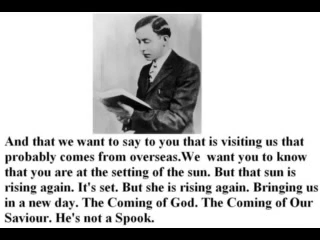 And that we want to say to you that is visiting us that
probably comes from overseas.We  want you to know
that you are at the setting of the sun. But that sun is
rising again. It's set. But she is rising again. Bringing us
in a new day. The Coming of God. The Coming of Our
Saviour. He's not a Spook.